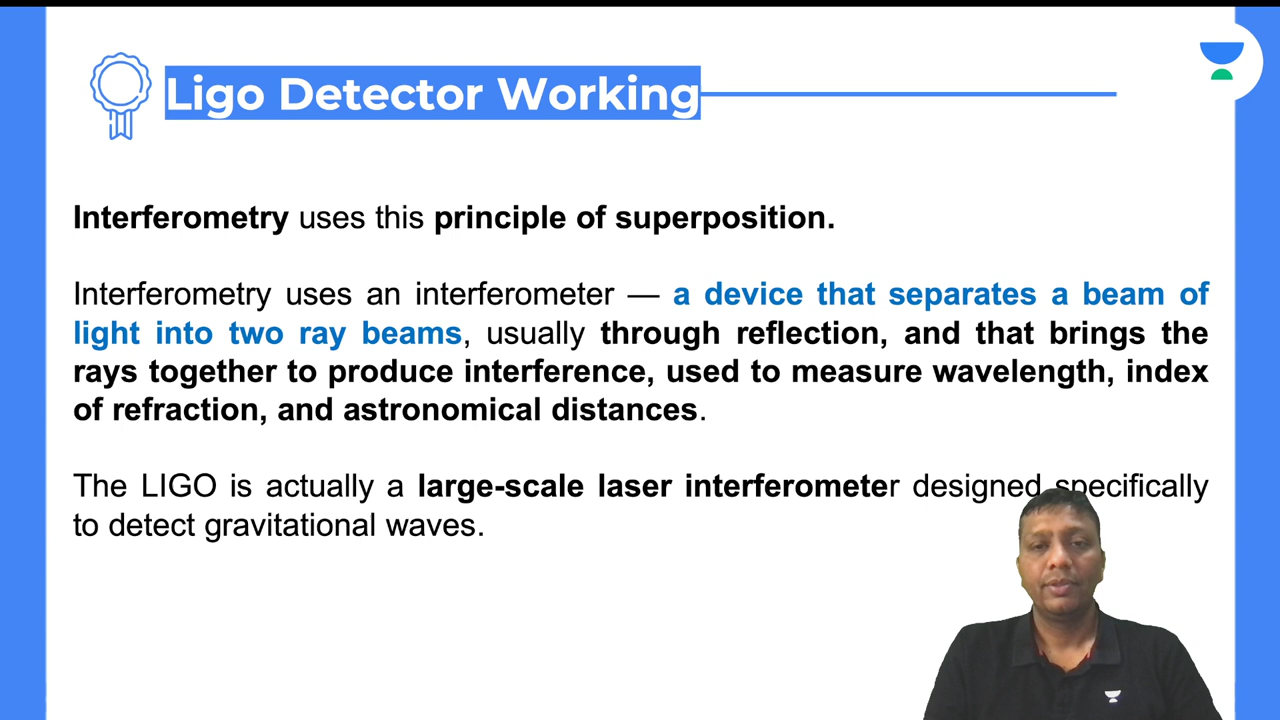 Ligo Detector Working
Interferometry uses this principle of superposition.
Interferometry uses an interferometer — a device that separates a beam of
light into two ray beams, usually through reflection, and that brings the
rays together to produce interference, used to measure wavelength, index
of refraction, and astronomical distances.
The LIGO is actually a large-scale laser interferometer designed specifically
to detect gravitational waves.